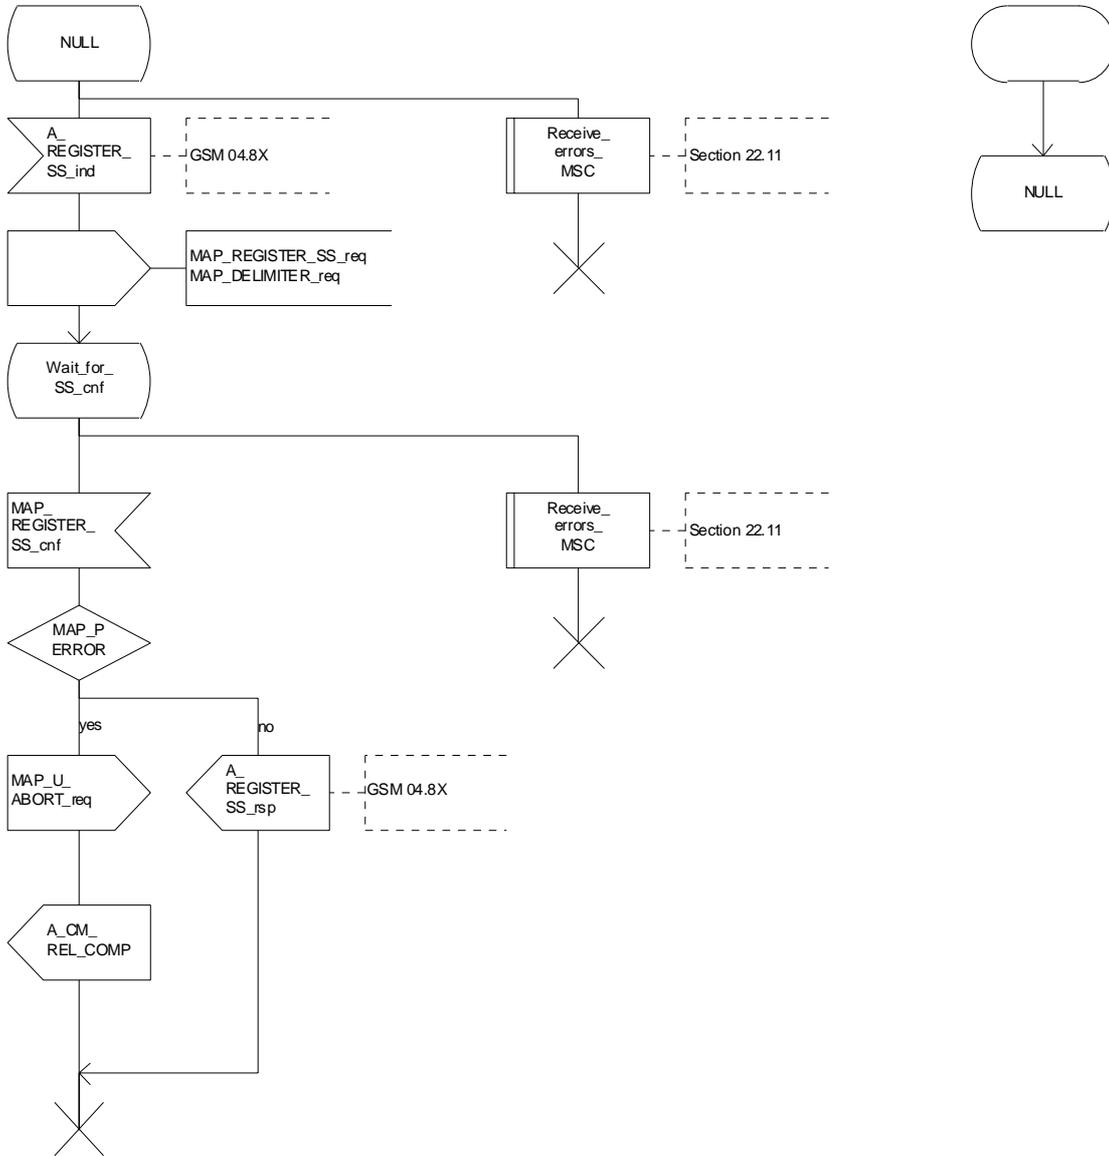 NULL
A_
REGISTER_
SS_ind
GSM 04.8X
Receive_
errors_
MSC
Section 22.11
NULL
MAP_REGISTER_SS_req
MAP_DELIMITER_req
Wait_for_
SS_cnf
MAP_
REGISTER_
SS_cnf
Receive_
errors_
MSC
Section 22.11
MAP_P
ERROR
yes
no
MAP_U_
ABORT_req
A_
REGISTER_
SS_rsp
GSM 04.8X
A_CM_
REL_COMP